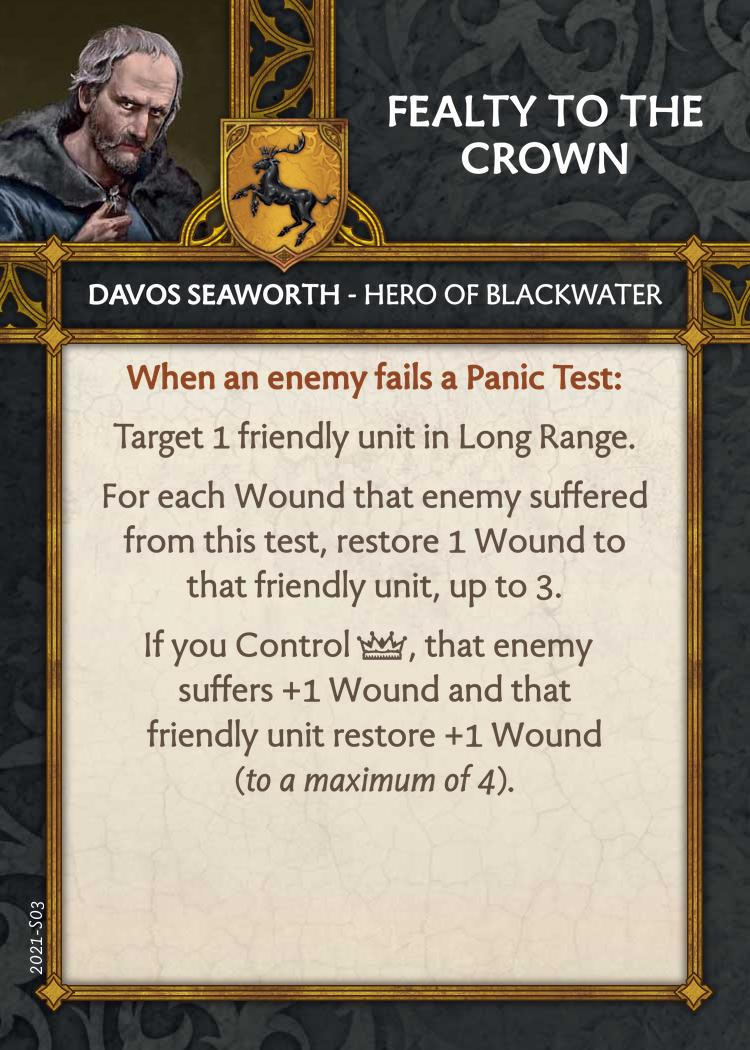 FEALTY TO THE
CROWN
DAVOS SEAWORTH - HERO OF BLACKWATER
When an enemy fails a Panic Test:
Target 1 friendly unit in Long Range.
For each Wound that enemy suffered
from this test, restore 1 Wound to
that friendly unit, up to 3.
If you Control , that enemy
suffers +1 Wound and that
friendly unit restore +1 Wound
(to a maximum of 4).
2021-S03